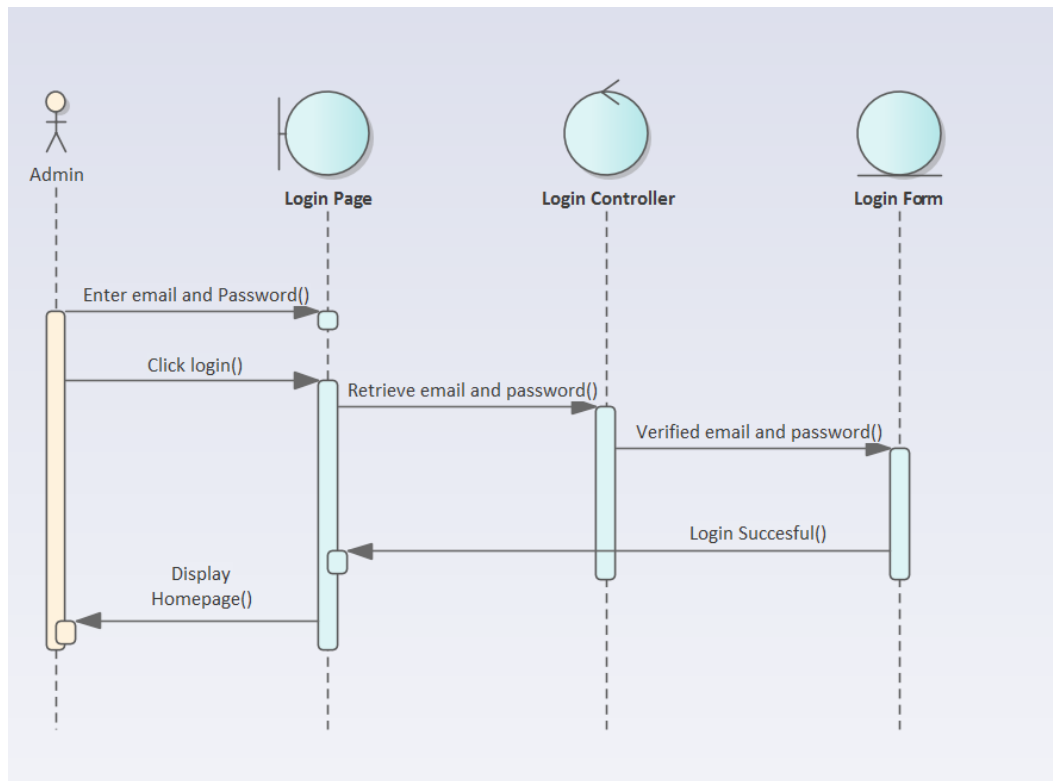 Admin
Login Page
Login Controller
Login Form
Enter email and Password()
Click login()
Retrieve email and password()
Verified email and password()
Login Succesful()
Display
Homepage()